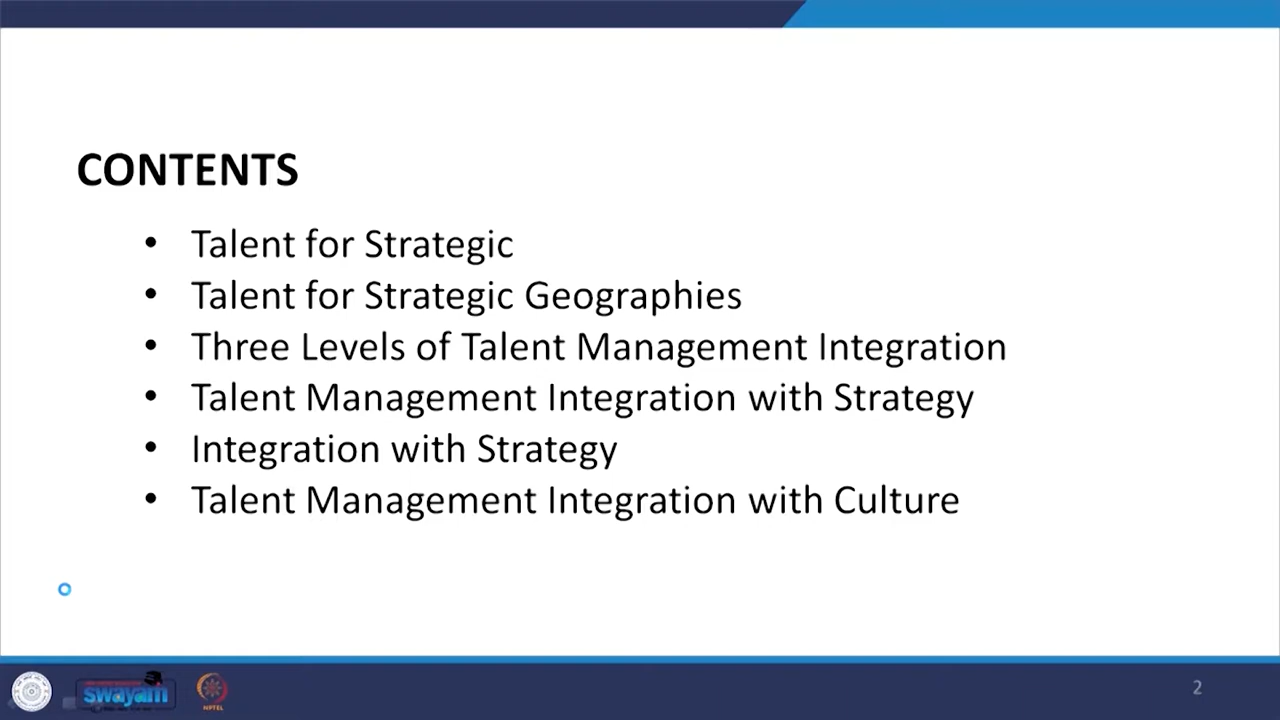 CONTENTS
• Talent for Strategic
• Talent for Strategic Geographies
• Three Levels of Talent Management Integration
• Talent Management Integration with Strategy
• Integration with Strategy
• Talent Management Integration with Culture
swayam
NPTEL
2